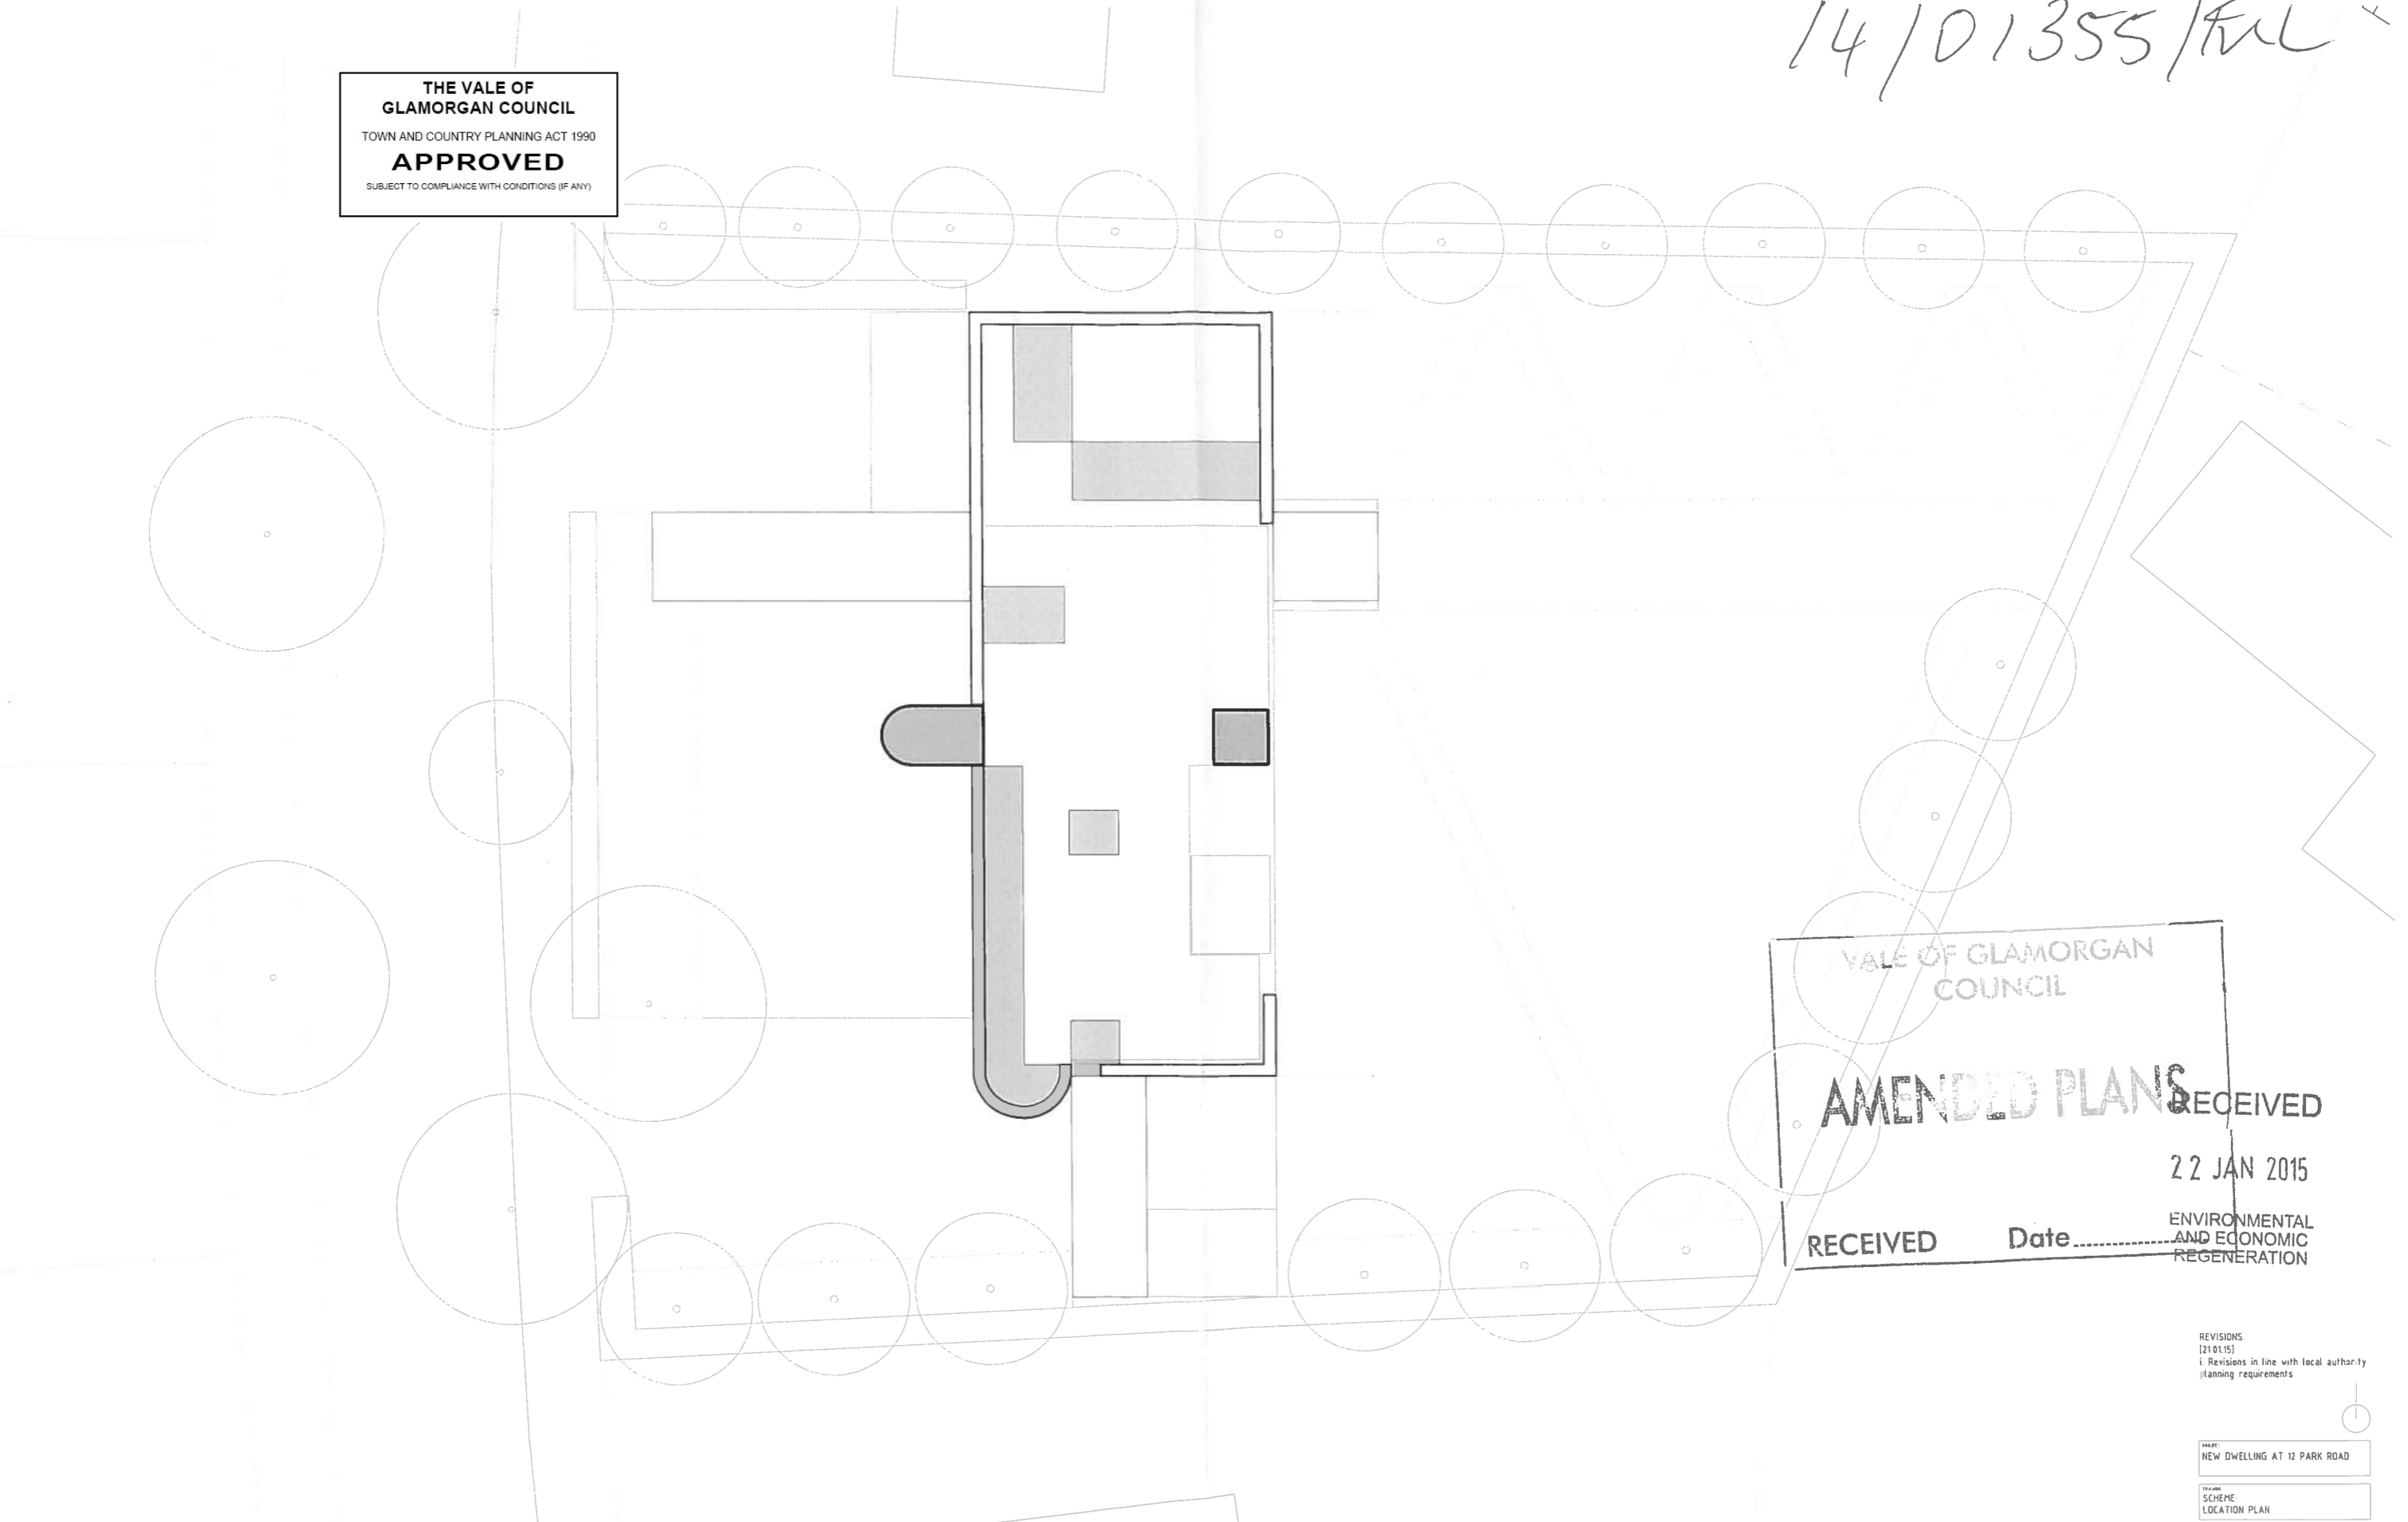 14/01355/FUL
THE VALE OF
GLAMORGAN COUNCIL
TOWN AND COUNTRY PLANNING ACT 1990
APPROVED
SUBJECT TO COMPLIANCE WITH CONDITIONS (IF ANY)
VALE OF GLAMORGAN
COUNCIL
AMENDED PLANS
RECEIVED
22 JAN 2015
RECEIVED Date
ENVIRONMENTAL
AND ECONOMIC
REGENERATION
REVISIONS
[21 01.15]
i. Revisions in line with local authority
planning requirements
NEW DWELLING AT 12 PARK ROAD
SCHEME:
LOCATION PLAN